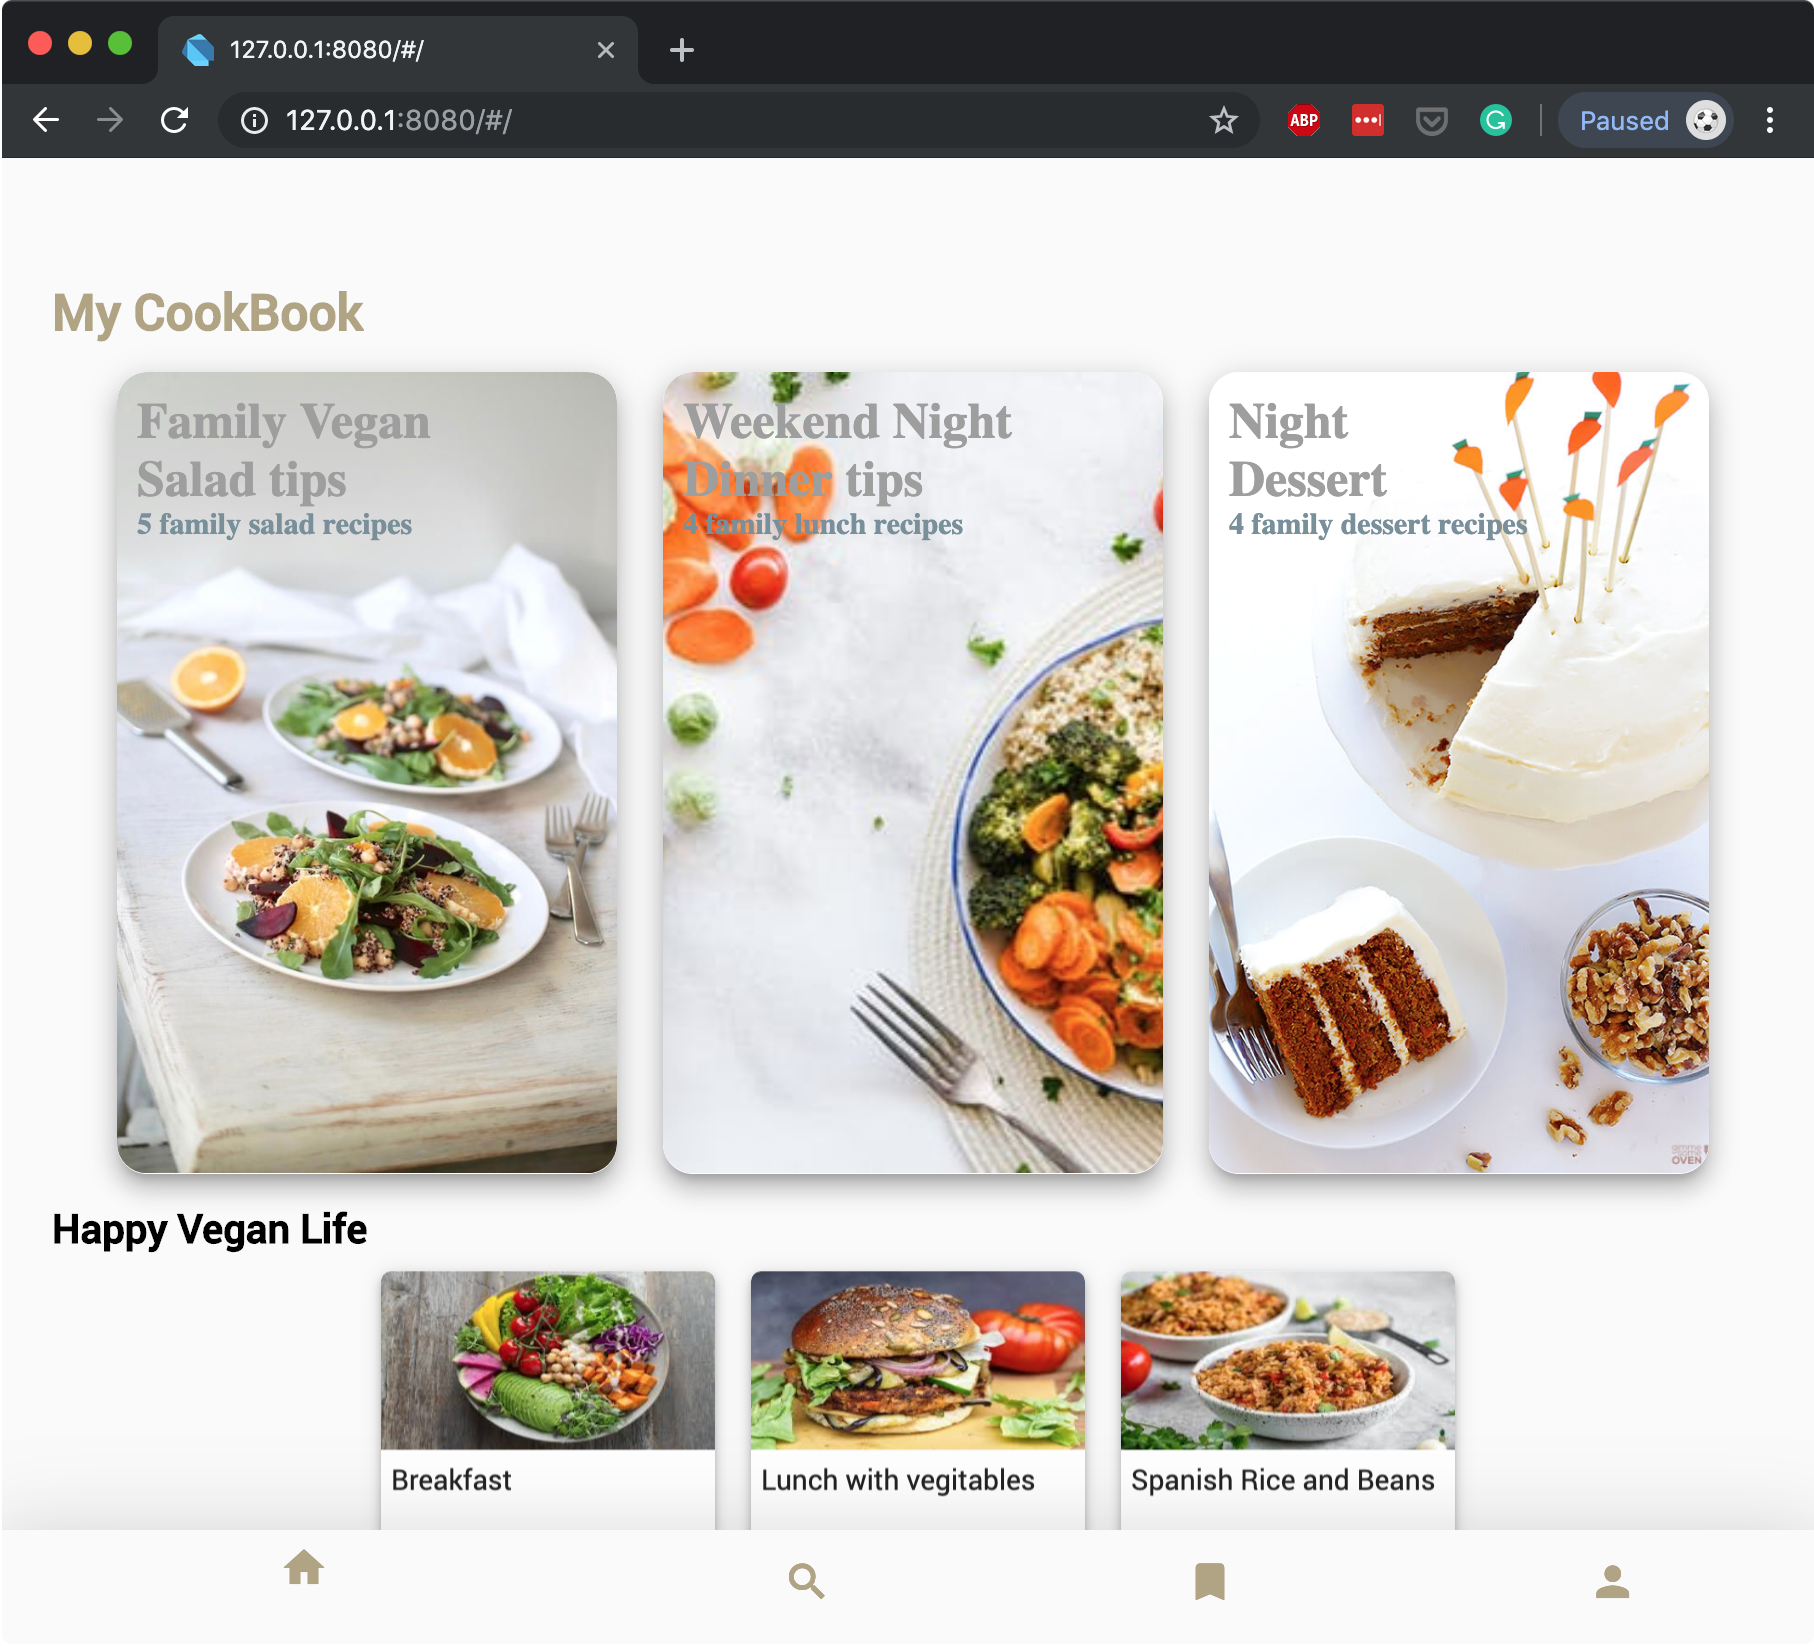 127.0.0.1:8080/#/
127.0.0.1:8080/#/
ABP
Paused
My CookBook
Family Vegan
Salad tips
5 family salad recipes
Weekend Night
Dinner tips
4 family lunch recipes
Night
Dessert
4 family dessert recipes
OVEN
Happy Vegan Life
Breakfast
Lunch with vegitables
Spanish Rice and Beans